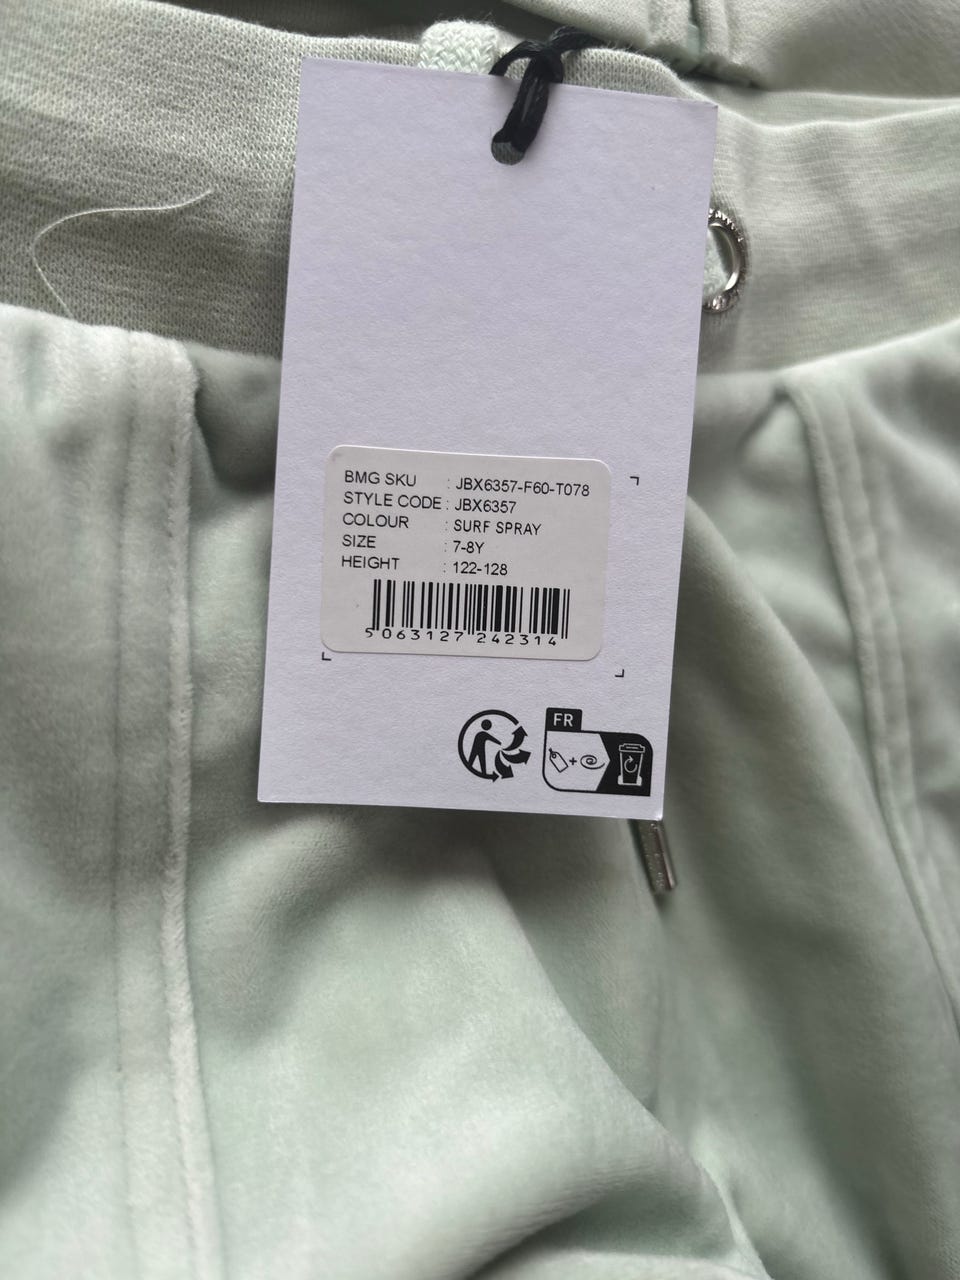 BMG SKU : JBX6357-F60-T078
STYLE CODE : JBX6357
COLOUR : SURF SPRAY
SIZE : 7-8Y
HEIGHT : 122-128
5 063127 242314
FR
+